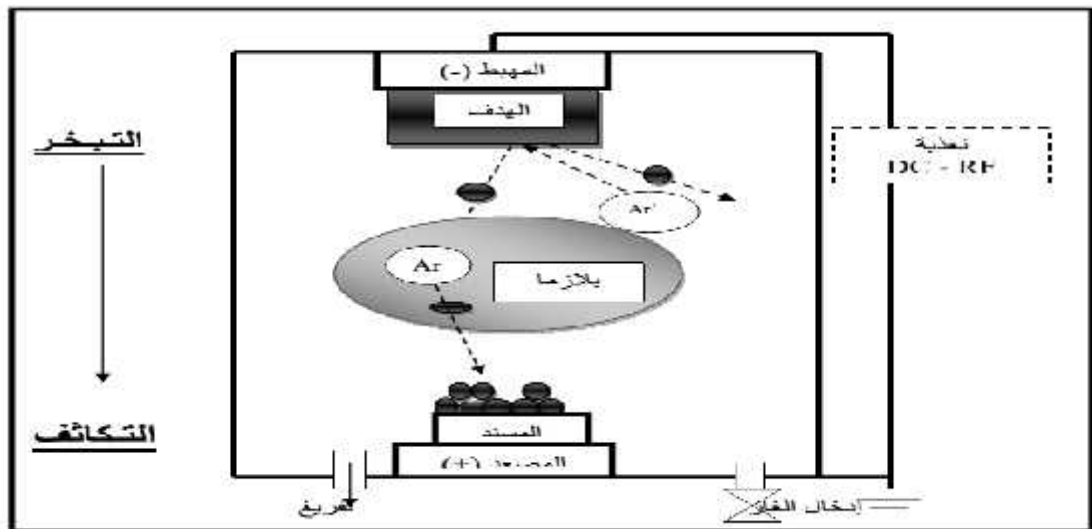 المهبط (-)
الهدف
التبخر
تغذية
DC - RF
Ar+
Ar
بلازما
التكاثف
المسند
المصعد (+)
تفريغ
إدخال الغاز